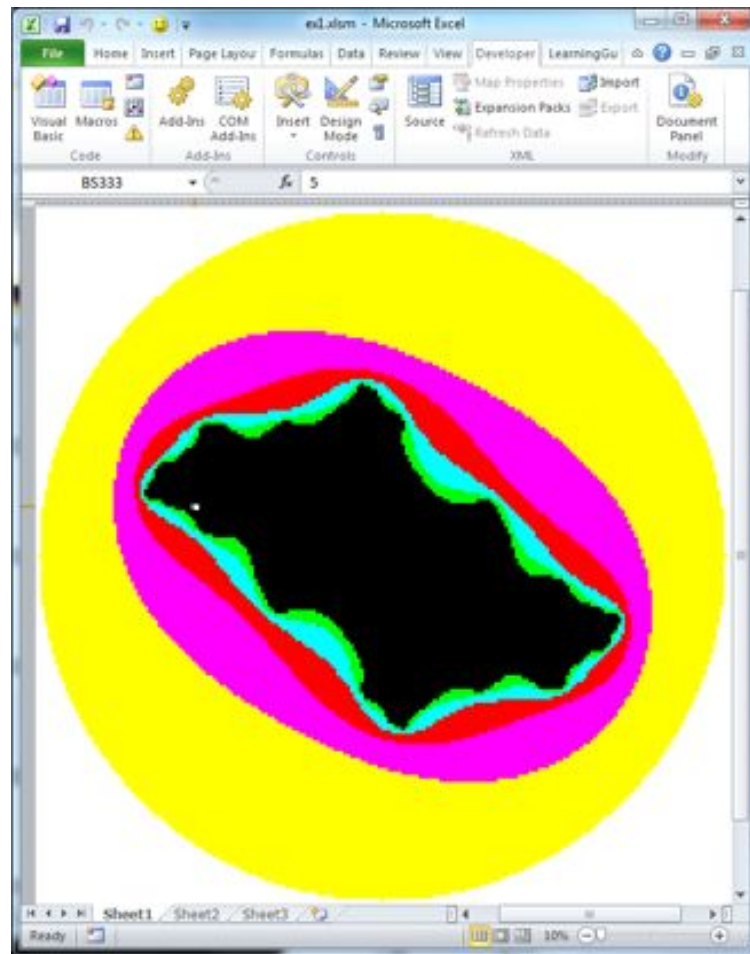 ex1.xlsm - Microsoft Excel
File Home Insert Page Layout Formulas Data Review View Developer LearningGu
Visual Basic Macros Add-Ins COM Add-Ins Insert Design Mode Source Map Properties Import
Expansion Packs Export
Refresh Data
Document Panel
Code Add-Ins Controls XML Modify
BS333 fx 5
Sheet1 Sheet2 Sheet3
Ready 10%